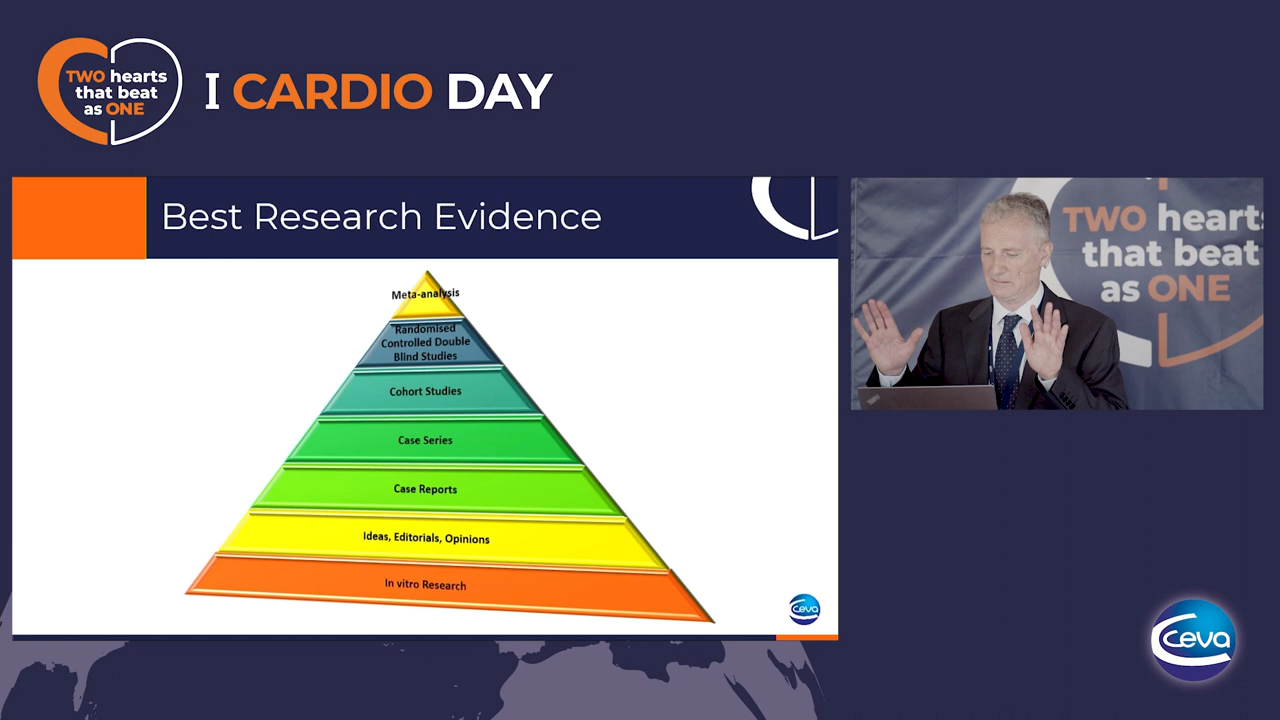 TWO hearts
that beat
as ONE
I CARDIO DAY
Best Research Evidence
Meta-analysis
Randomised
Controlled Double
Blind Studies
Cohort Studies
Case Series
Case Reports
Ideas, Editorials, Opinions
In vitro Research
ceva
TWO hearts
that beat
as ONE
ceva